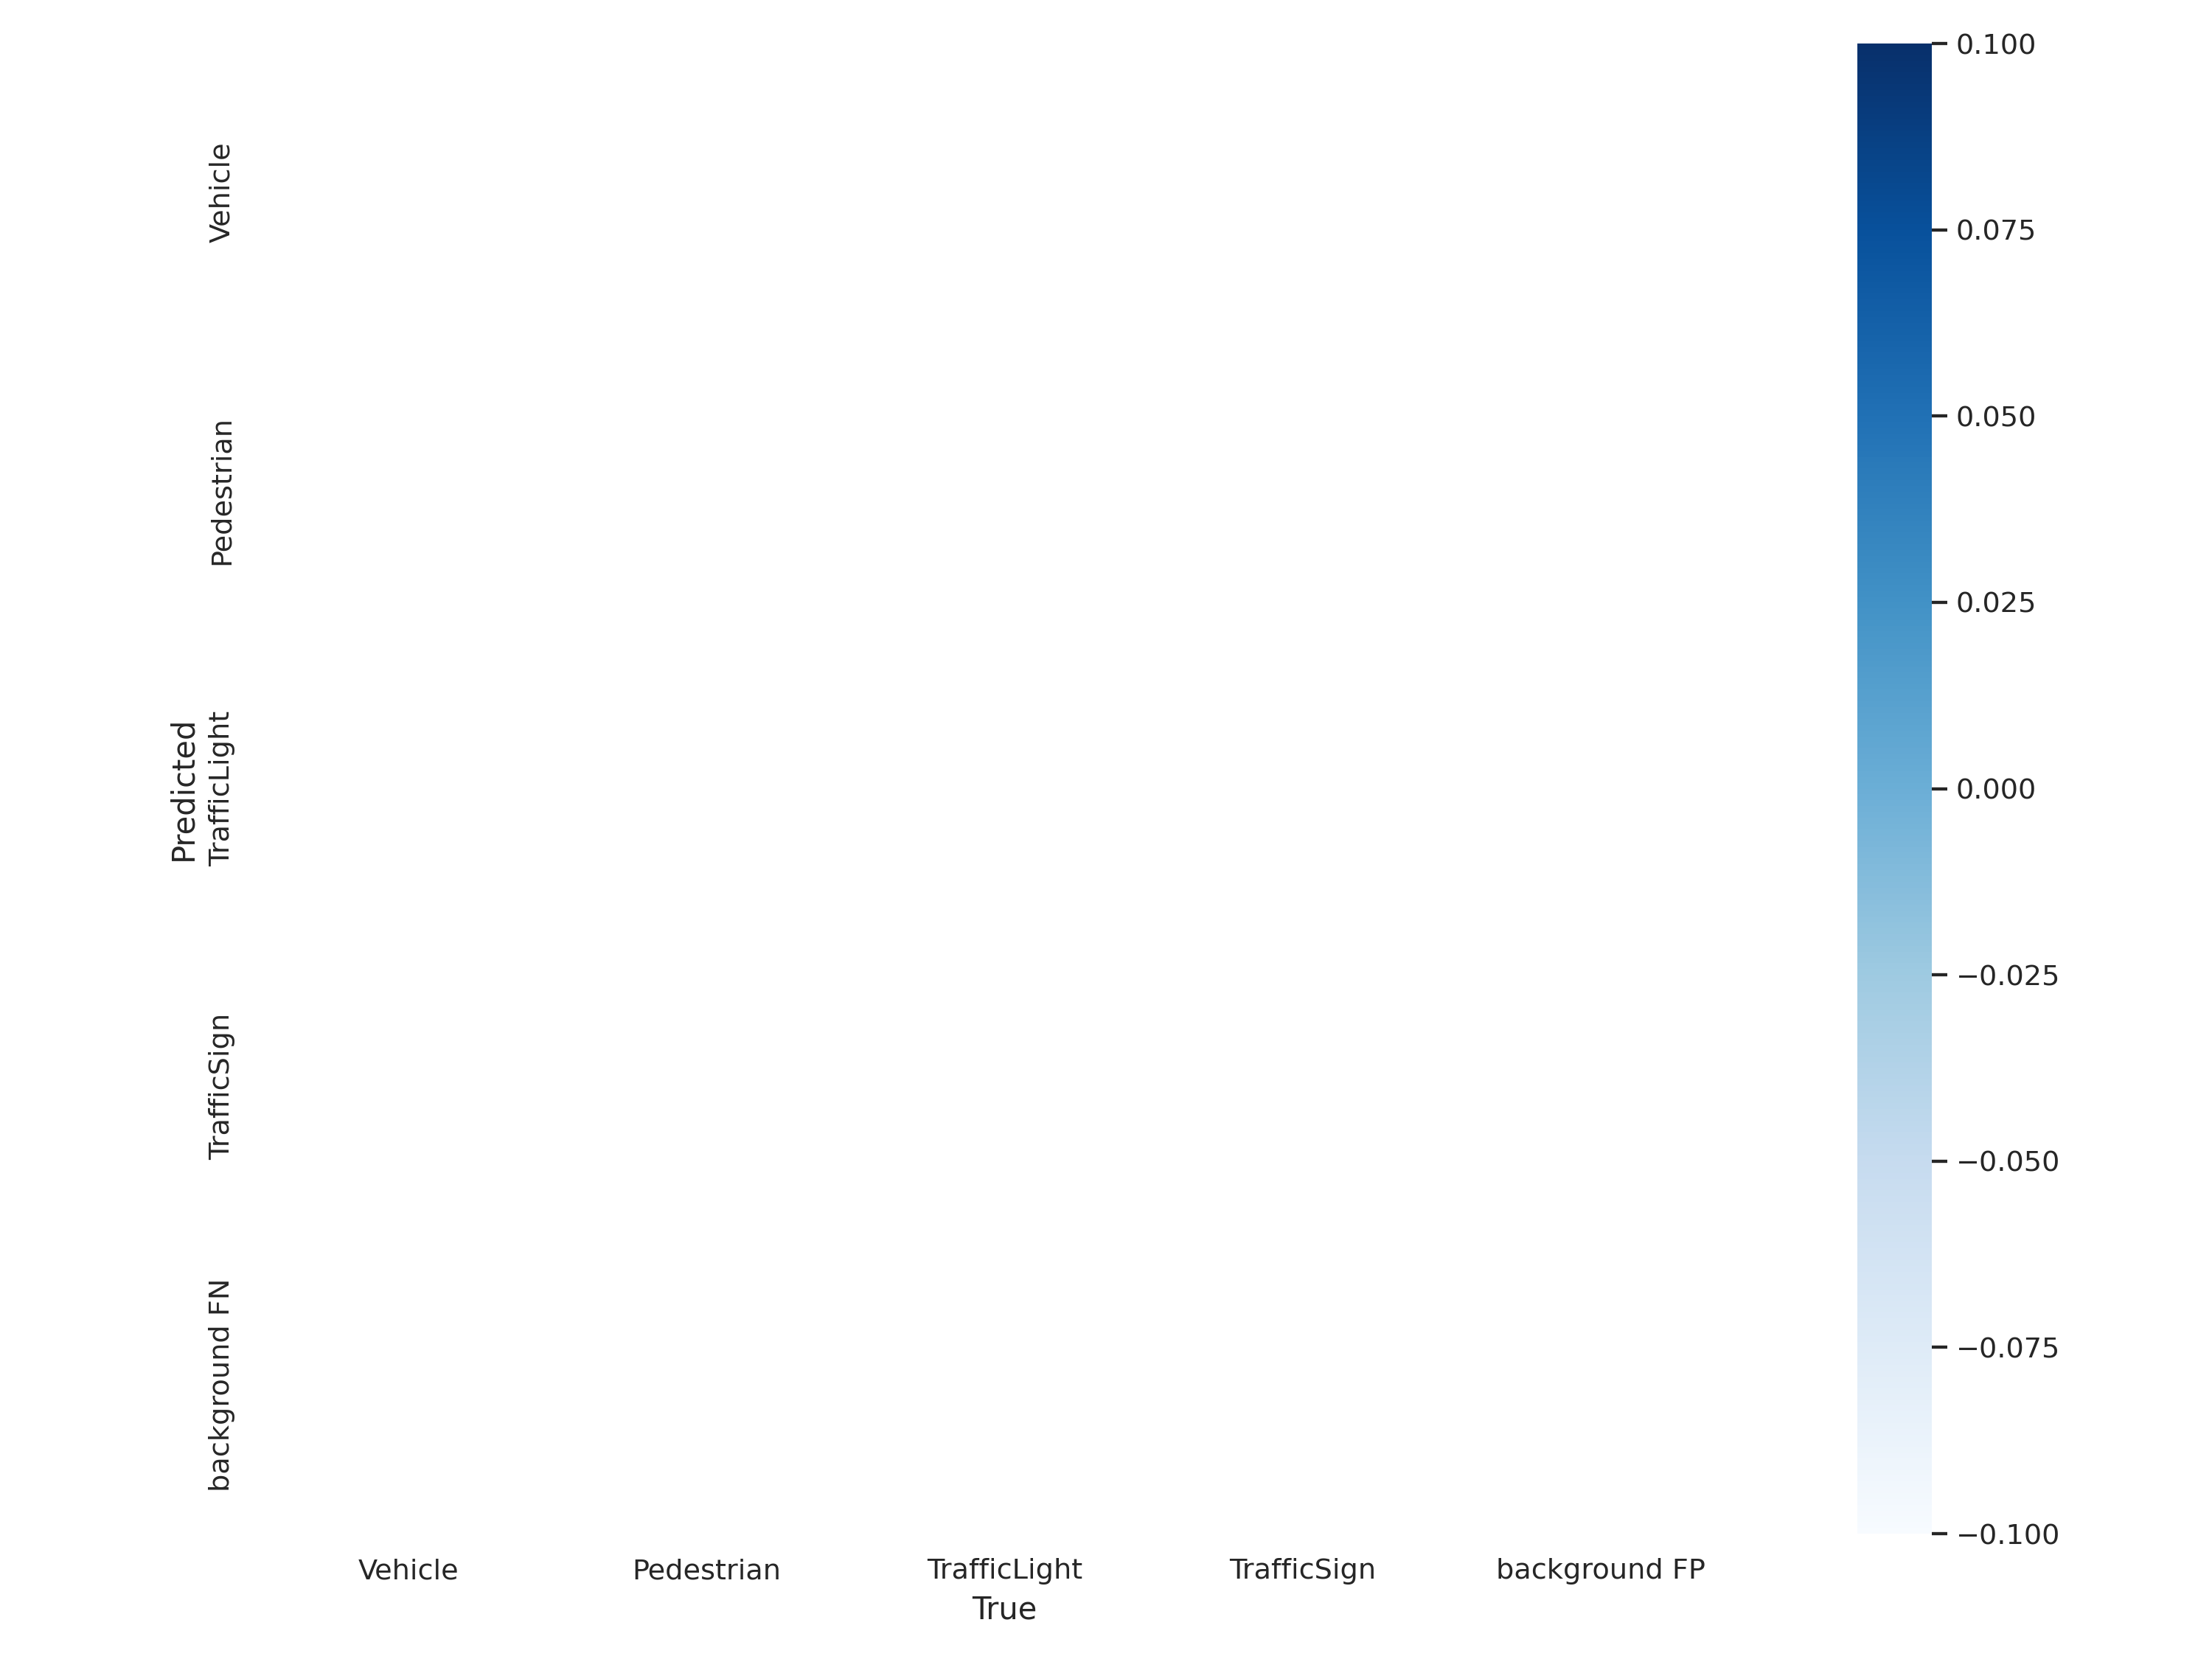 Predicted
Vehicle
Pedestrian
TrafficLight
TrafficSign
background FN
Vehicle Pedestrian TrafficLight TrafficSign background FP
True
0.100
0.075
0.050
0.025
0.000
−0.025
−0.050
−0.075
−0.100